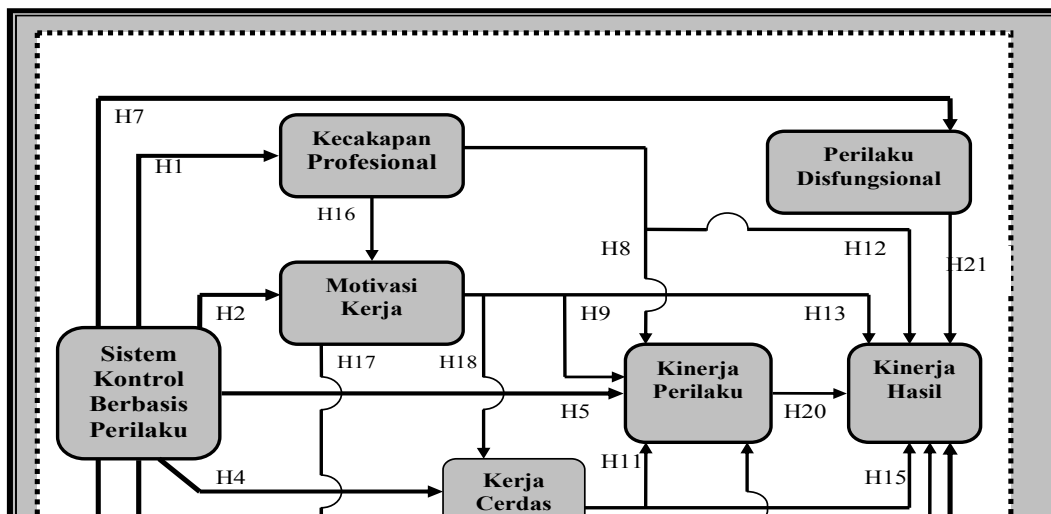 H7
Kecakapan
Profesional
H1
Perilaku
Disfungsional
H16
H8
H12
H21
Motivasi
Kerja
H2
H9
H13
Sistem
Kontrol
Berbasis
Perilaku
H17
H18
Kinerja
Perilaku
Kinerja
Hasil
H5
H20
H11
H4
Kerja
Cerdas
H15